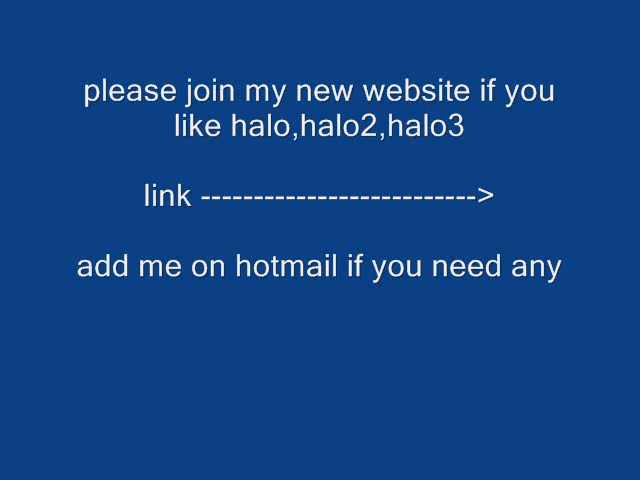 please join my new website if you
like halo,halo2,halo3
link -------------------------->
add me on hotmail if you need any